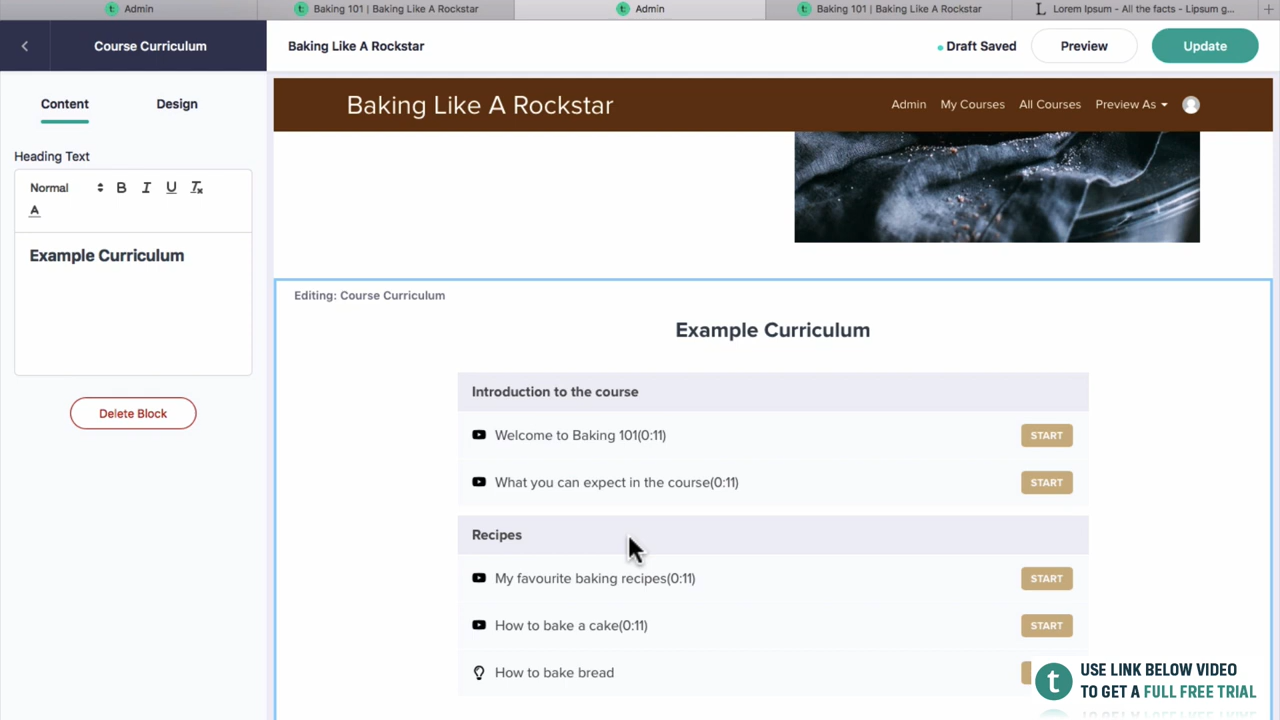 Admin
Baking 101 | Baking Like A Rockstar
Admin
Baking 101 | Baking Like A Rockstar
Lorem Ipsum - All the facts - Lipsum g...
Course Curriculum
Baking Like A Rockstar
Draft Saved
Preview
Update
Content
Design
Baking Like A Rockstar
Admin
My Courses
All Courses
Preview As
Heading Text
Normal
B I U Tx
A
Example Curriculum
Delete Block
Editing: Course Curriculum
Example Curriculum
Introduction to the course
Welcome to Baking 101(0:11)
START
What you can expect in the course(0:11)
START
Recipes
My favourite baking recipes(0:11)
START
How to bake a cake(0:11)
START
How to bake bread
t
USE LINK BELOW VIDEO
TO GET A FULL FREE TRIAL